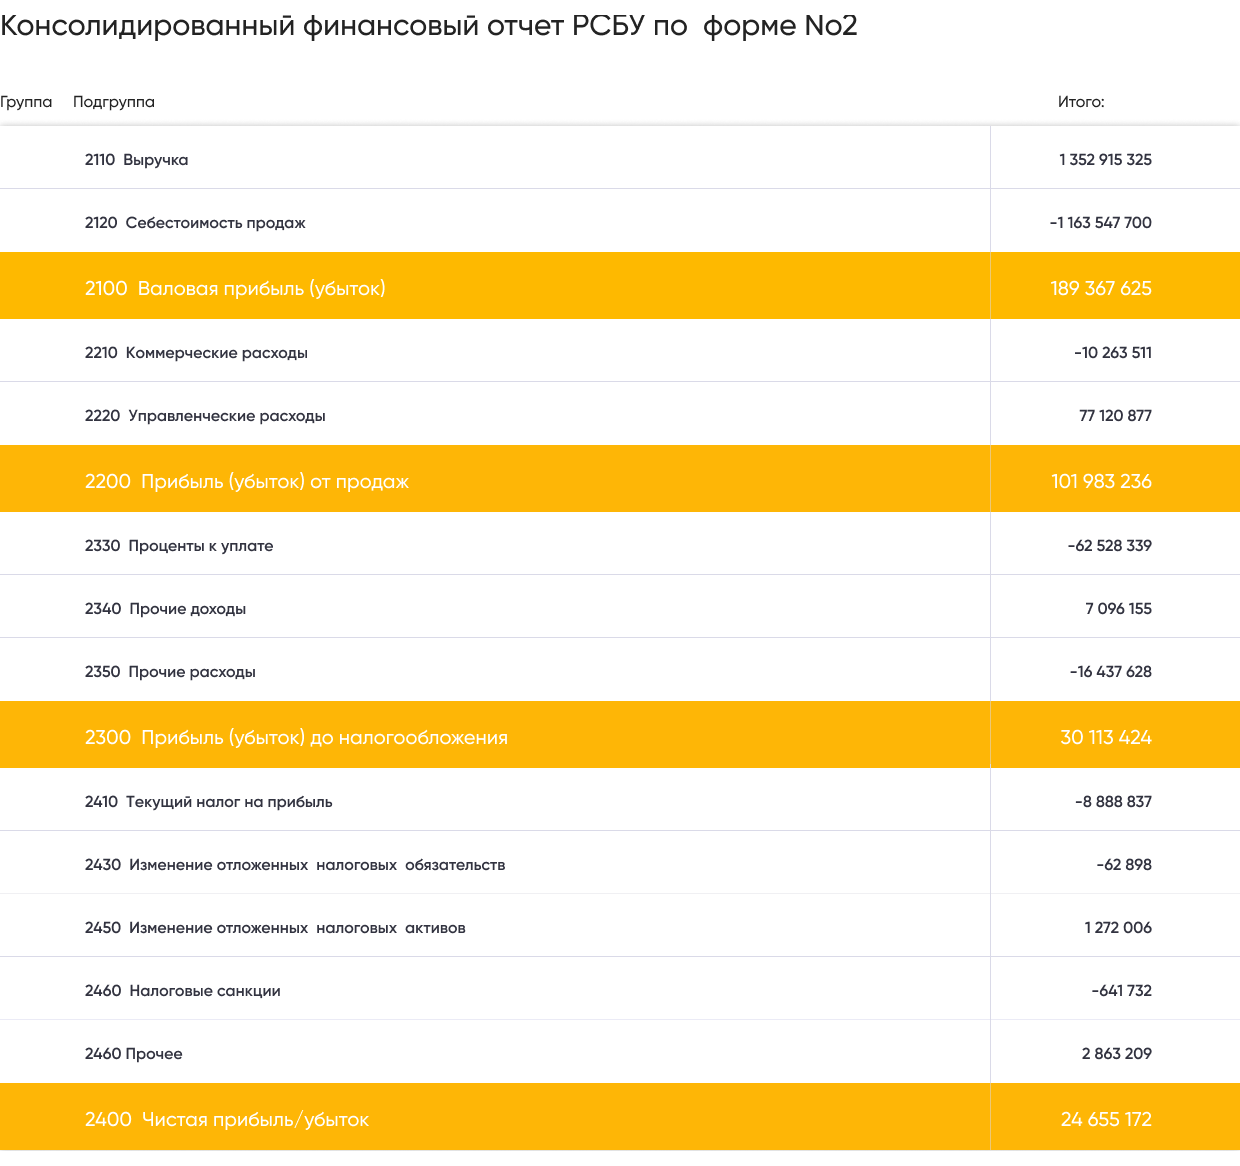 Консолидированный финансовый отчет РСБУ по форме No2
Группа Подгруппа Итого:
2110 Выручка 1 352 915 325
2120 Себестоимость продаж -1 163 547 700
2100 Валовая прибыль (убыток) 189 367 625
2210 Коммерческие расходы -10 263 511
2220 Управленческие расходы 77 120 877
2200 Прибыль (убыток) от продаж 101 983 236
2330 Проценты к уплате -62 528 339
2340 Прочие доходы 7 096 155
2350 Прочие расходы -16 437 628
2300 Прибыль (убыток) до налогообложения 30 113 424
2410 Текущий налог на прибыль -8 888 837
2430 Изменение отложенных налоговых обязательств -62 898
2450 Изменение отложенных налоговых активов 1 272 006
2460 Налоговые санкции -641 732
2460 Прочее 2 863 209
2400 Чистая прибыль/убыток 24 655 172